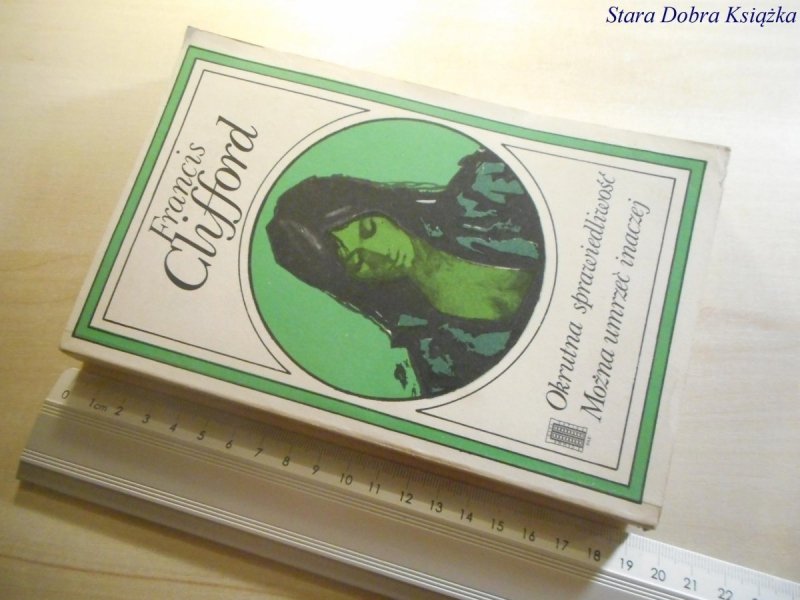 Stara Dobra Książka
Francis
Clifford
Okrutna sprawiedliwość
Można umrzeć inaczej
0 1cm 2 3 4 5 6 7 8 9 10 11 12 13 14 15 16 17 18 19 20 21 22